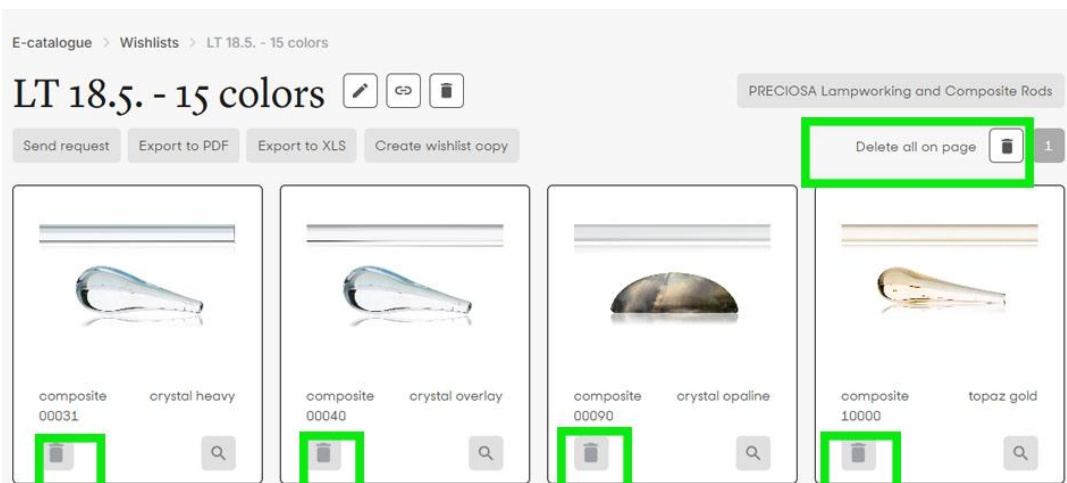 E-catalogue > Wishlists > LT 18.5. - 15 colors
LT 18.5. - 15 colors
PRECIOSA Lampworking and Composite Rods
Send request Export to PDF Export to XLS Create wishlist copy Delete all on page 1
composite crystal heavy
00031
composite crystal overlay
00040
composite crystal opaline
00090
composite topaz gold
10000